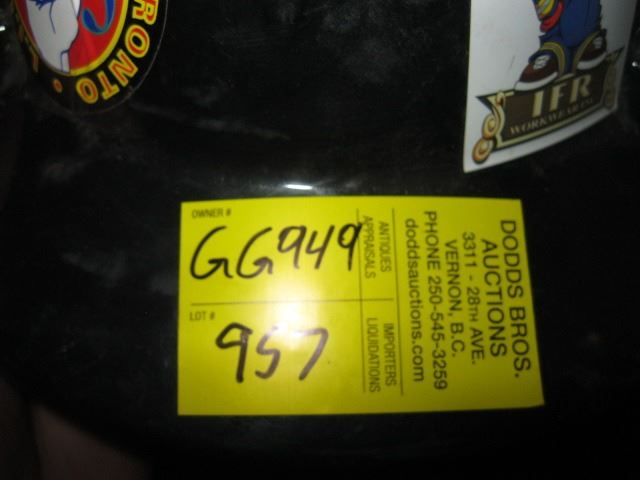 TORONTO
IFR
WORKWEAR INC
OWNER #
GG949
LOT #
957
ANTIQUES
APPRAISALS
IMPORTERS
LIQUIDATIONS
DODDS BROS.
AUCTIONS
3311 - 28TH AVE.
VERNON, B.C.
PHONE 250-545-3259
doddsauctions.com